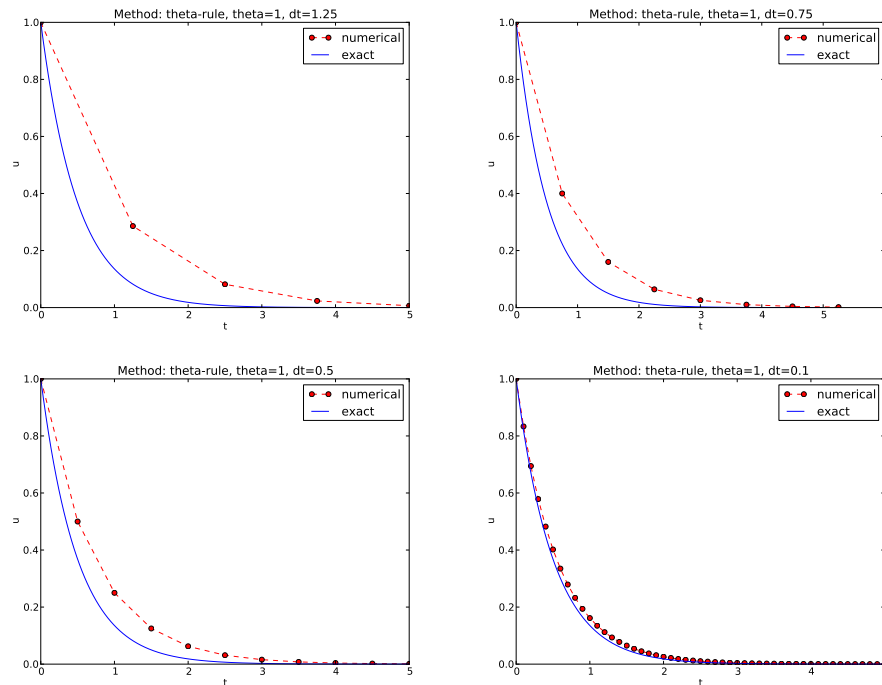 Method: theta-rule, theta=1, dt=1.25
1.0
0.8
0.6
0.4
0.2
0.0
u
numerical
exact
0 1 2 3 4 5
t
Method: theta-rule, theta=1, dt=0.75
1.0
0.8
0.6
0.4
0.2
0.0
u
numerical
exact
0 1 2 3 4 5
t
Method: theta-rule, theta=1, dt=0.5
1.0
0.8
0.6
0.4
0.2
0.0
u
numerical
exact
0 1 2 3 4 5
t
Method: theta-rule, theta=1, dt=0.1
1.0
0.8
0.6
0.4
0.2
0.0
u
numerical
exact
0 1 2 3 4
t